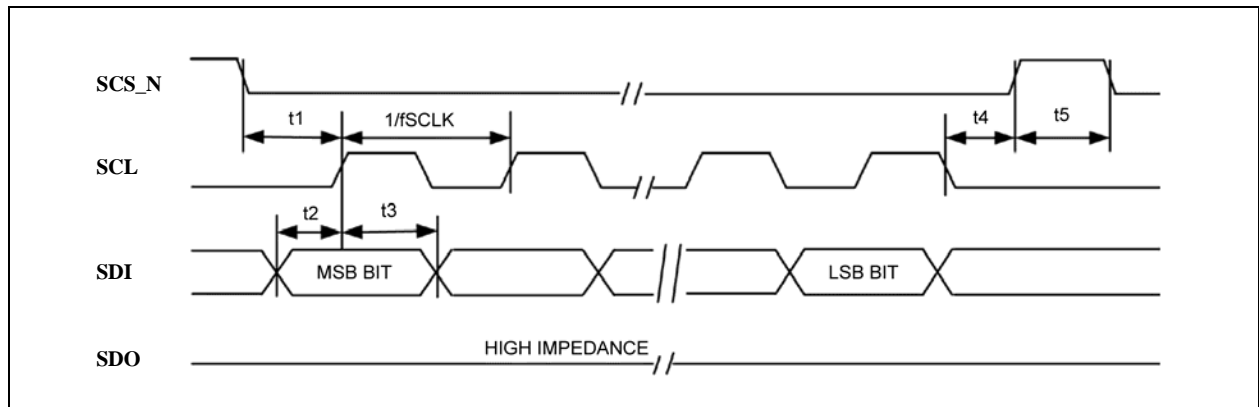 SCS_N
t1
1/fSCLK
t4
t5
SCL
t2
t3
SDI
MSB BIT
LSB BIT
SDO
HIGH IMPEDANCE